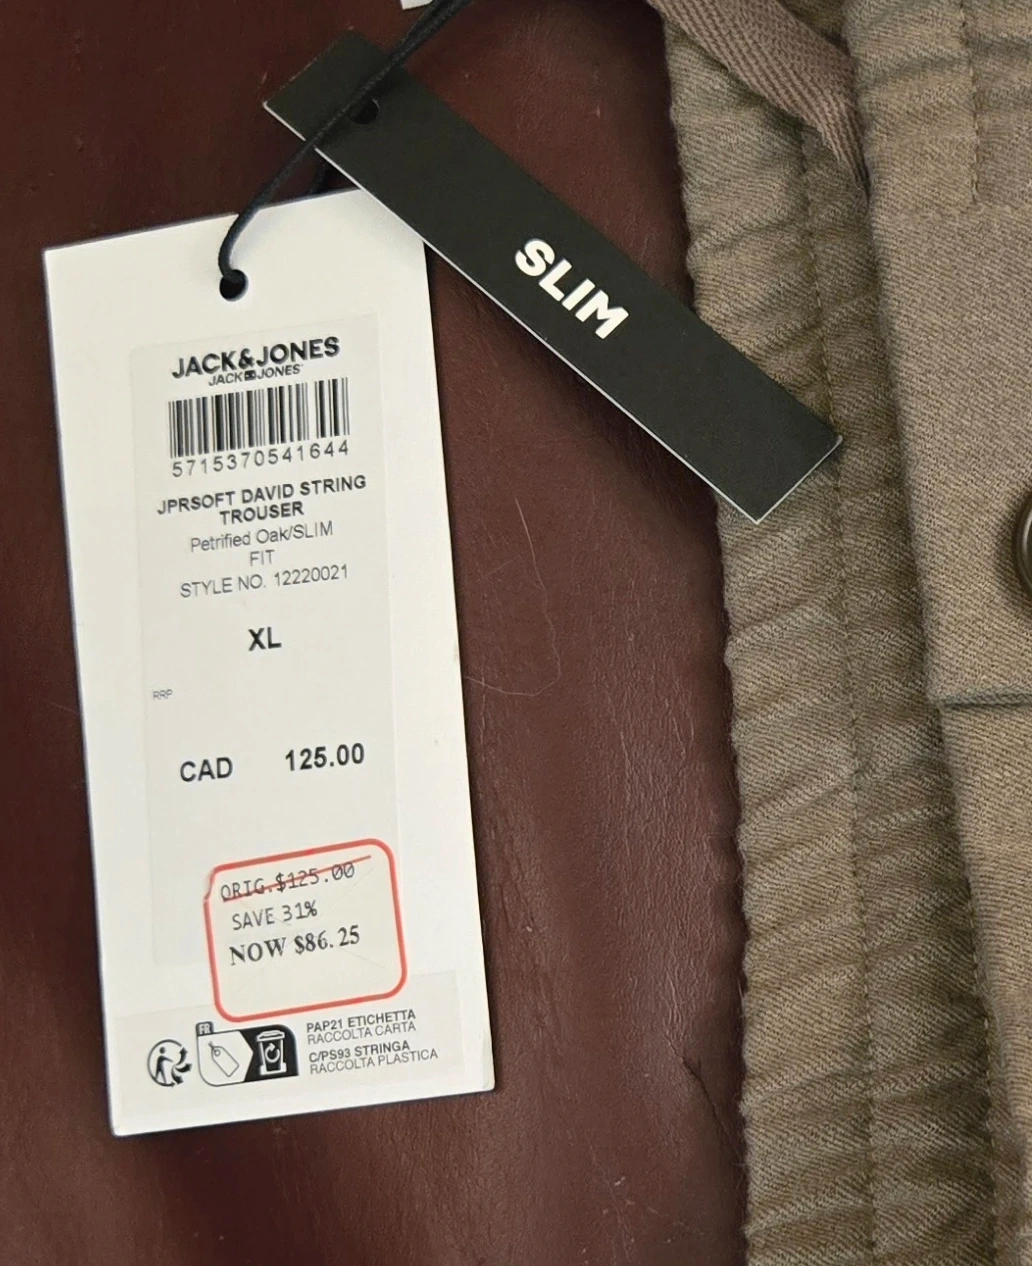 SLIM
JACK&JONES
JACK&JONES
5715370541644
JPRSOFT DAVID STRING
TROUSER
Petrified Oak/SLIM
FIT
STYLE NO. 12220021
XL
RRP
CAD 125.00
ORIG.$125.00
SAVE 31%
NOW $86.25
FR
PAP21 ETICHETTA
RACCOLTA CARTA
C/PS93 STRINGA
RACCOLTA PLASTICA